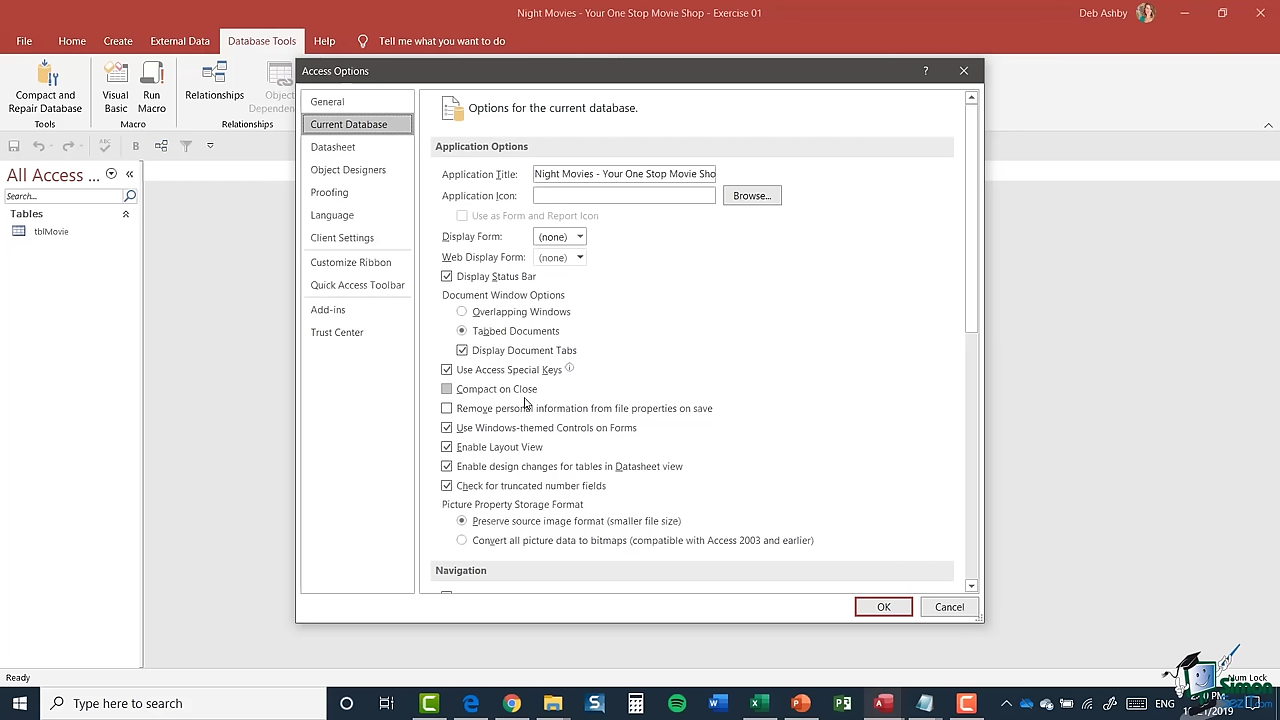 Night Movies - Your One Stop Movie Shop - Exercise 01
Deb Ashby
File
Home
Create
External Data
Database Tools
Help
Tell me what you want to do
Compact and
Repair Database
Tools
Visual
Basic
Run
Macro
Macro
Relationships
Object
Dependen
Relationships
All Access ...
Search...
Tables
tblMovie
Access Options
General
Current Database
Datasheet
Object Designers
Proofing
Language
Client Settings
Customize Ribbon
Quick Access Toolbar
Add-ins
Trust Center
Options for the current database.
Application Options
Application Title: Night Movies - Your One Stop Movie Sho
Application Icon: Browse...
Use as Form and Report Icon
Display Form: (none)
Web Display Form: (none)
Display Status Bar
Document Window Options
Overlapping Windows
Tabbed Documents
Display Document Tabs
Use Access Special Keys
Compact on Close
Remove personal information from file properties on save
Use Windows-themed Controls on Forms
Enable Layout View
Enable design changes for tables in Datasheet view
Check for truncated number fields
Picture Property Storage Format
Preserve source image format (smaller file size)
Convert all picture data to bitmaps (compatible with Access 2003 and earlier)
Navigation
OK
Cancel
Ready
Num Lock
Type here to search
ENG